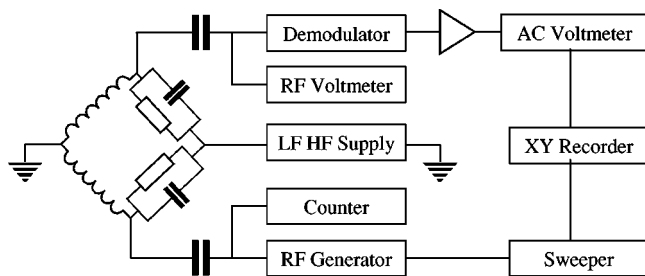 Demodulator
AC Voltmeter
RF Voltmeter
LF HF Supply
XY Recorder
Counter
RF Generator
Sweeper